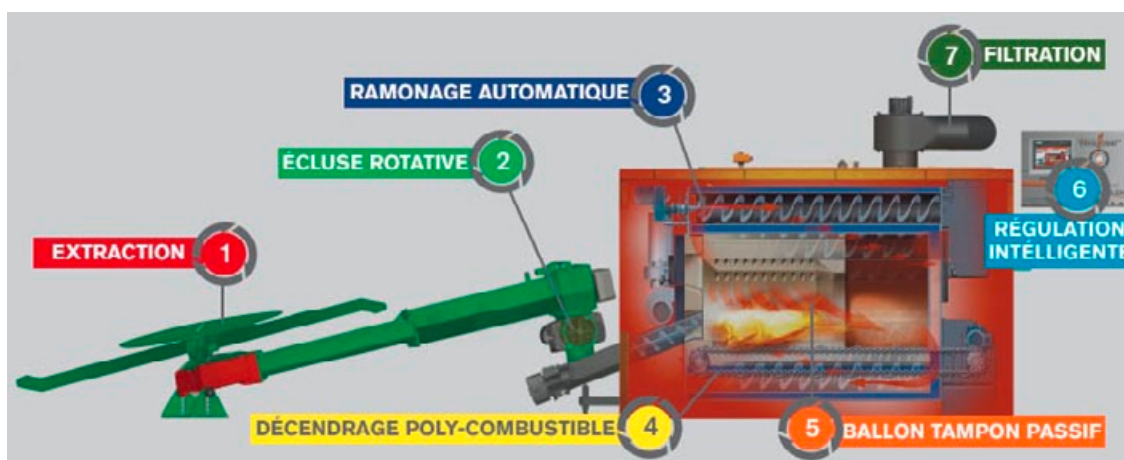 7 FILTRATION
RAMONAGE AUTOMATIQUE 3
ÉCLUSE ROTATIVE 2
6
RÉGULATION
INTÉLLIGENTE
EXTRACTION 1
DÉCENDRAGE POLY-COMBUSTIBLE 4
5 BALLON TAMPON PASSIF